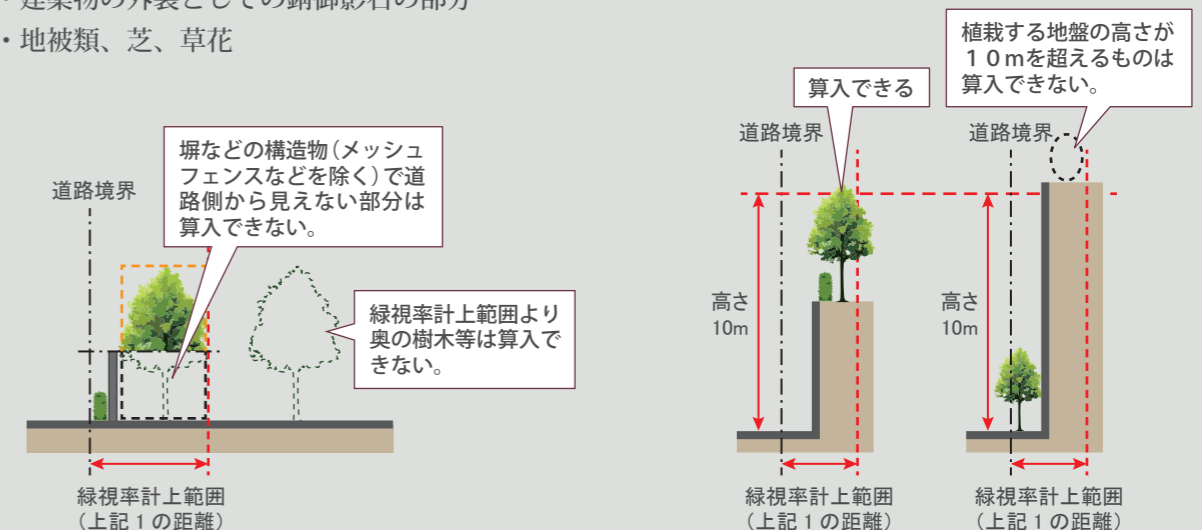 ・地被類、芝、草花
植栽する地盤の高さが
１０ｍを超えるものは
算入できない。
算入できる
道路境界
道路境界
塀などの構造物（メッシュ
フェンスなどを除く）で道
路側から見えない部分は
算入できない。
道路境界
緑視率計上範囲より
奥の樹木等は算入で
きない。
高さ
10m
高さ
10m
緑視率計上範囲
（上記１の距離）
緑視率計上範囲
（上記１の距離）
緑視率計上範囲
（上記１の距離）